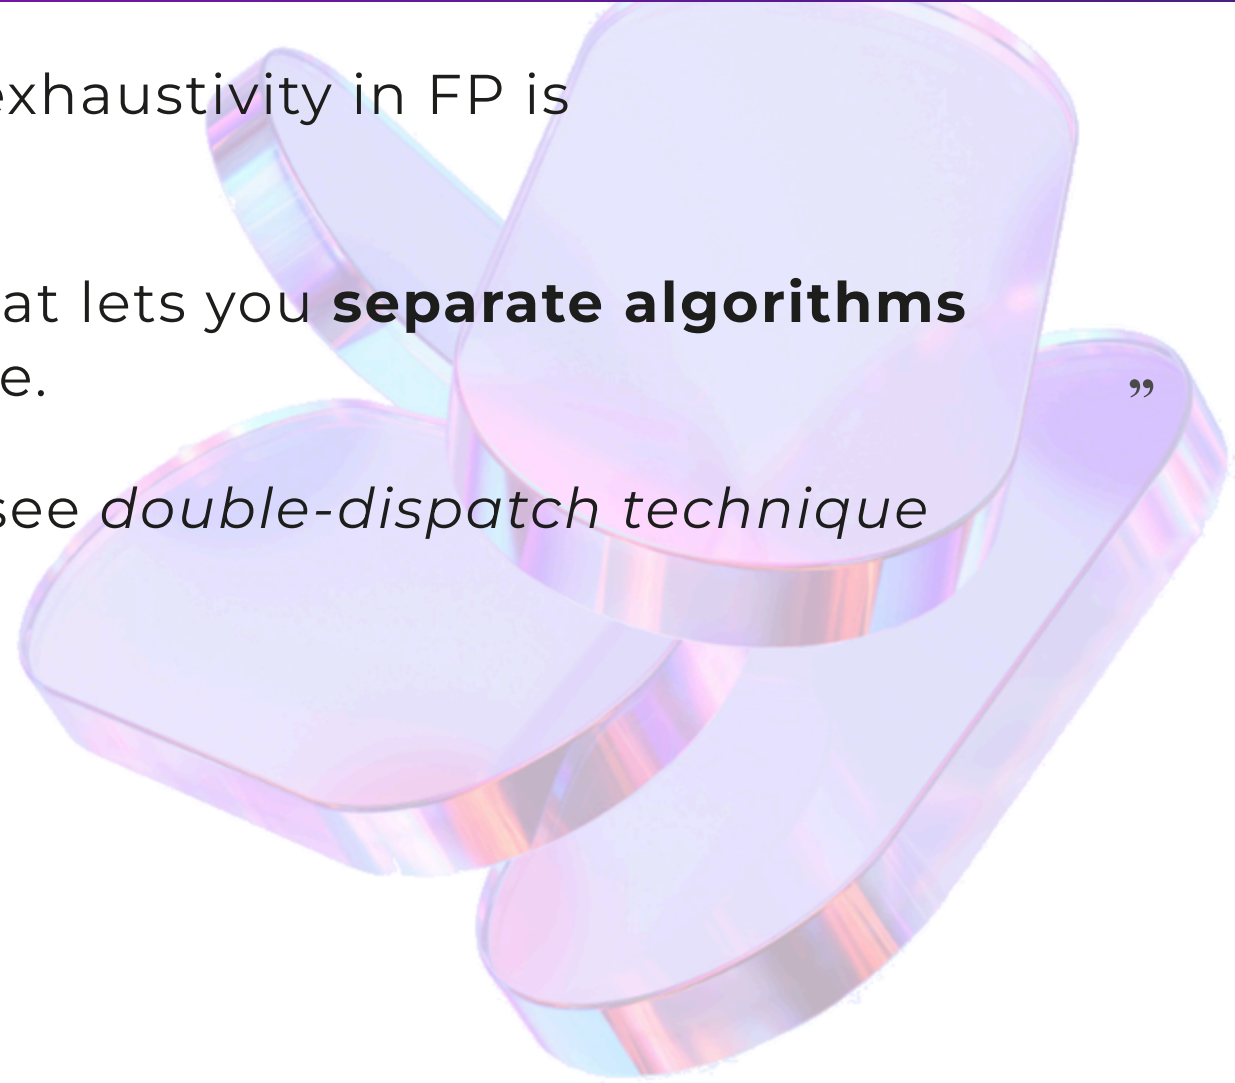 exhaustivity in FP is
at lets you separate algorithms
e.
”
see double-dispatch technique